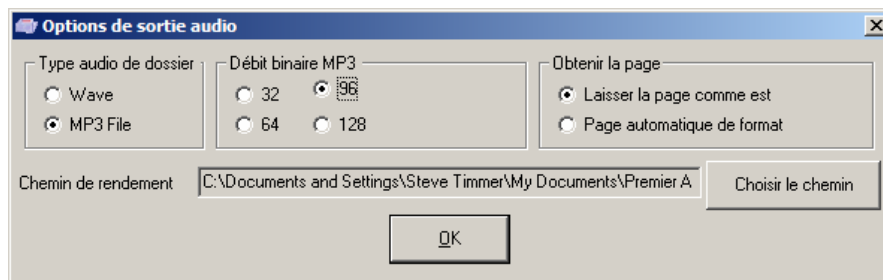 Options de sortie audio
Type audio de dossier
Wave
MP3 File
Débit binaire MP3
32
96
64
128
Obtenir la page
Laisser la page comme est
Page automatique de format
Chemin de rendement
C:\Documents and Settings\Steve Timmer\My Documents\Premier A
Choisir le chemin
OK